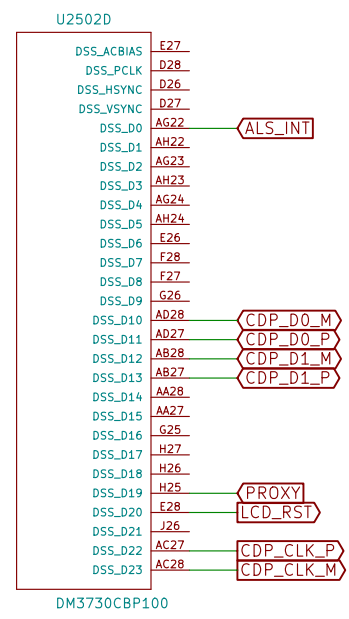 U2502D
DSS_ACBIAS E27
DSS_PCLK D28
DSS_HSYNC D26
DSS_VSYNC D27
DSS_D0 AG22 ALS_INT
DSS_D1 AH22
DSS_D2 AG23
DSS_D3 AH23
DSS_D4 AG24
DSS_D5 AH24
DSS_D6 E26
DSS_D7 F28
DSS_D8 F27
DSS_D9 G26
DSS_D10 AD28 CDP_D0_M
DSS_D11 AD27 CDP_D0_P
DSS_D12 AB28 CDP_D1_M
DSS_D13 AB27 CDP_D1_P
DSS_D14 AA28
DSS_D15 AA27
DSS_D16 G25
DSS_D17 H27
DSS_D18 H26
DSS_D19 H25 PROXY
DSS_D20 E28 LCD_RST
DSS_D21 J26
DSS_D22 AC27 CDP_CLK_P
DSS_D23 AC28 CDP_CLK_M
DM3730CBP100